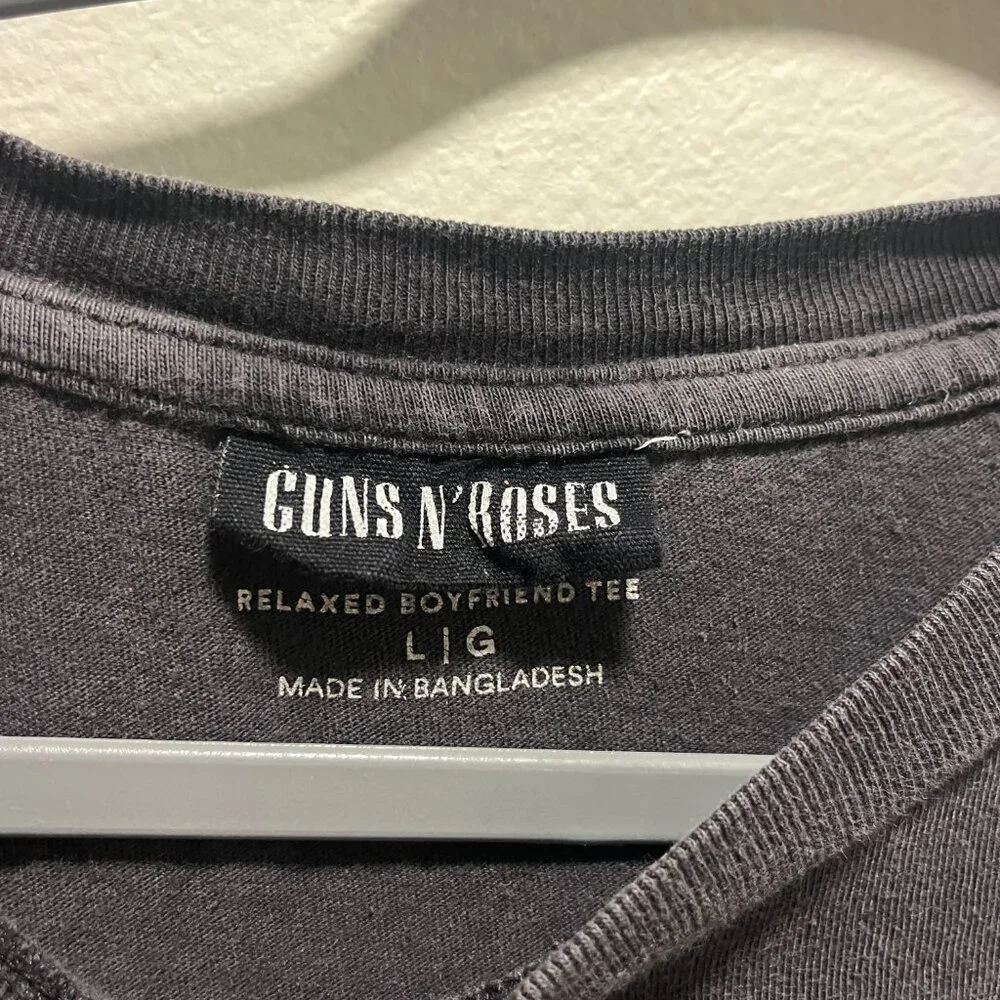 GUNS N' ROSES
RELAXED BOYFRIEND TEE
L | G
MADE IN BANGLADESH